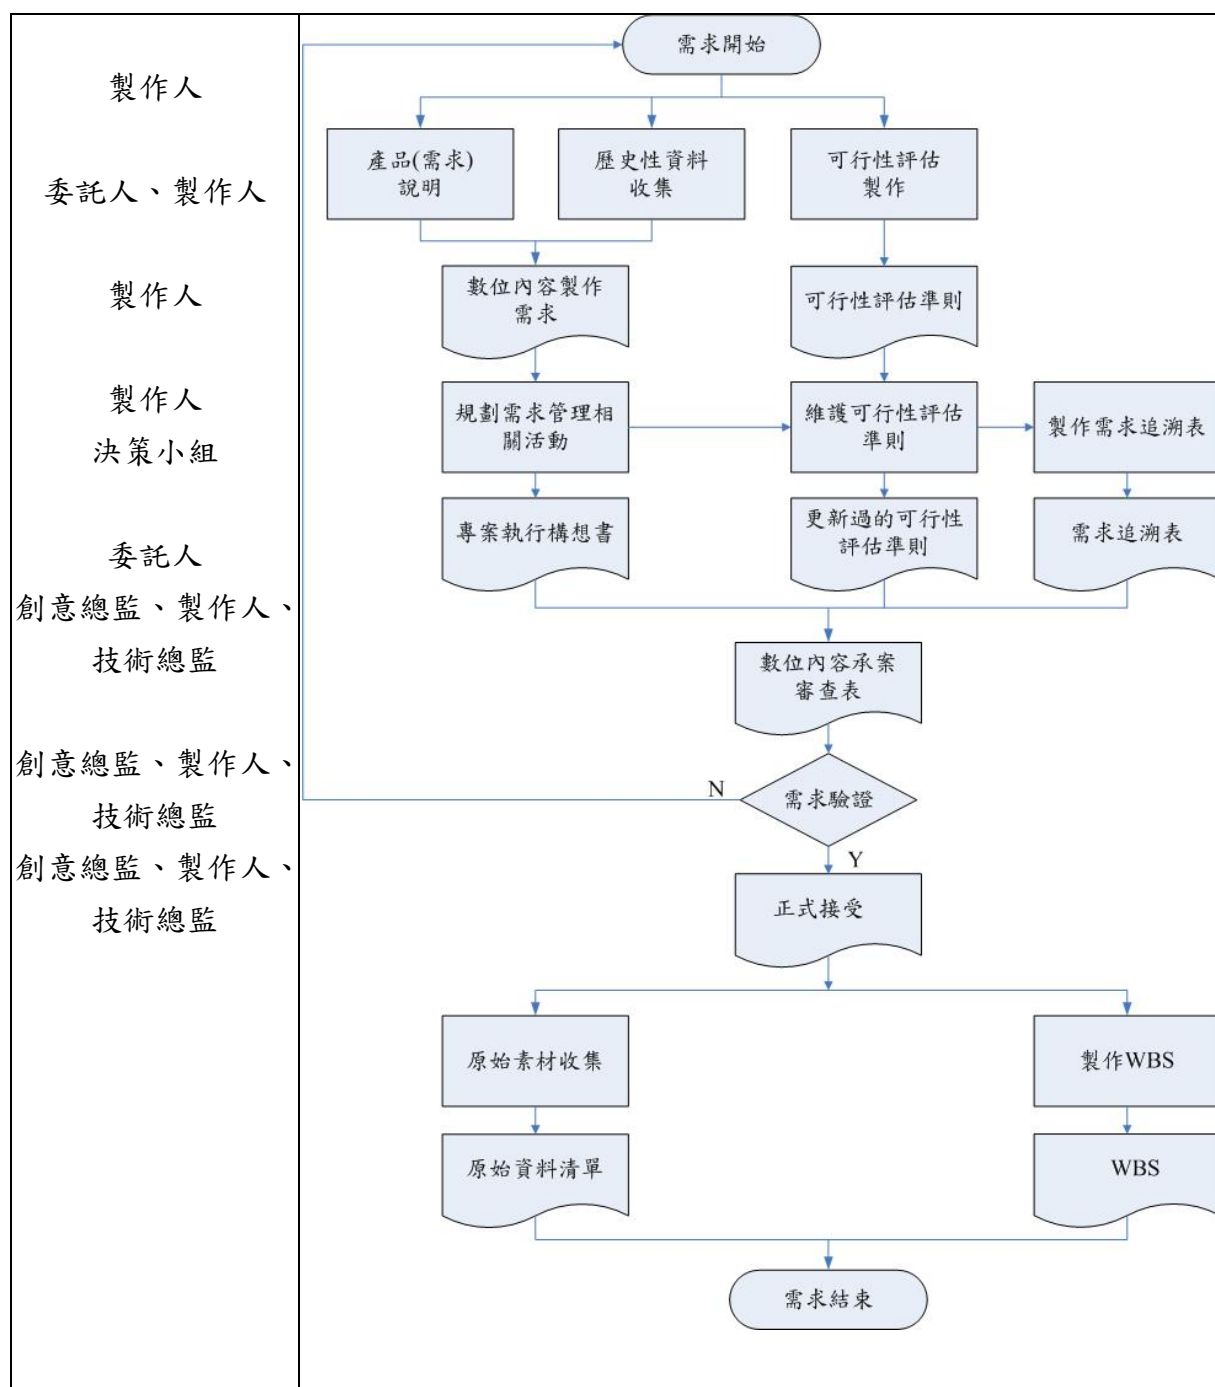 製作人
委託人、製作人
製作人
製作人
決策小組
委託人
創意總監、製作人、
技術總監
創意總監、製作人、
技術總監
創意總監、製作人、
技術總監
需求開始
產品(需求)
說明
歷史性資料
收集
可行性評估
製作
數位內容製作
需求
可行性評估準則
規劃需求管理相
關活動
維護可行性評估
準則
製作需求追溯表
專案執行構想書
更新過的可行性
評估準則
需求追溯表
數位內容承案
審查表
需求驗證
N
Y
正式接受
原始素材收集
製作WBS
原始資料清單
WBS
需求結束